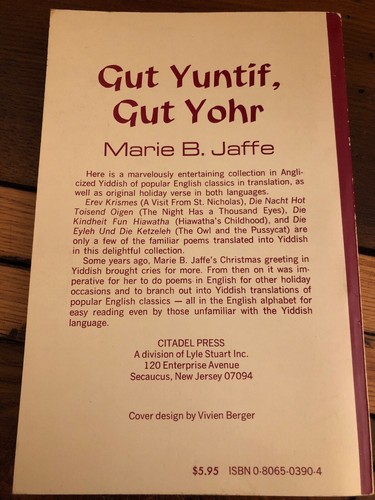 Gut Yuntif,
Gut Yohr
Marie B. Jaffe
Here is a marvelously entertaining collection in Angli-
cized Yiddish of popular English classics in translation, as
well as original holiday verse in both languages.
Erev Krismes (A Visit From St. Nicholas), Die Nacht Hot
Toisend Oigen (The Night Has a Thousand Eyes), Die
Kindheit Fun Hiawatha (Hiawatha's Childhood), and Die
Eyleh Und Die Ketzeleh (The Owl and the Pussycat) are
only a few of the familiar poems translated into Yiddish
in this delightful collection.
Some years ago, Marie B. Jaffe's Christmas greeting in
Yiddish brought cries for more. From then on it was im-
perative for her to do poems in English for other holiday
occasions and to branch out into Yiddish translations of
popular English classics — all in the English alphabet for
easy reading even by those unfamiliar with the Yiddish
language.
CITADEL PRESS
A division of Lyle Stuart Inc.
120 Enterprise Avenue
Secaucus, New Jersey 07094
Cover design by Vivien Berger
$5.95 ISBN 0-8065-0390-4